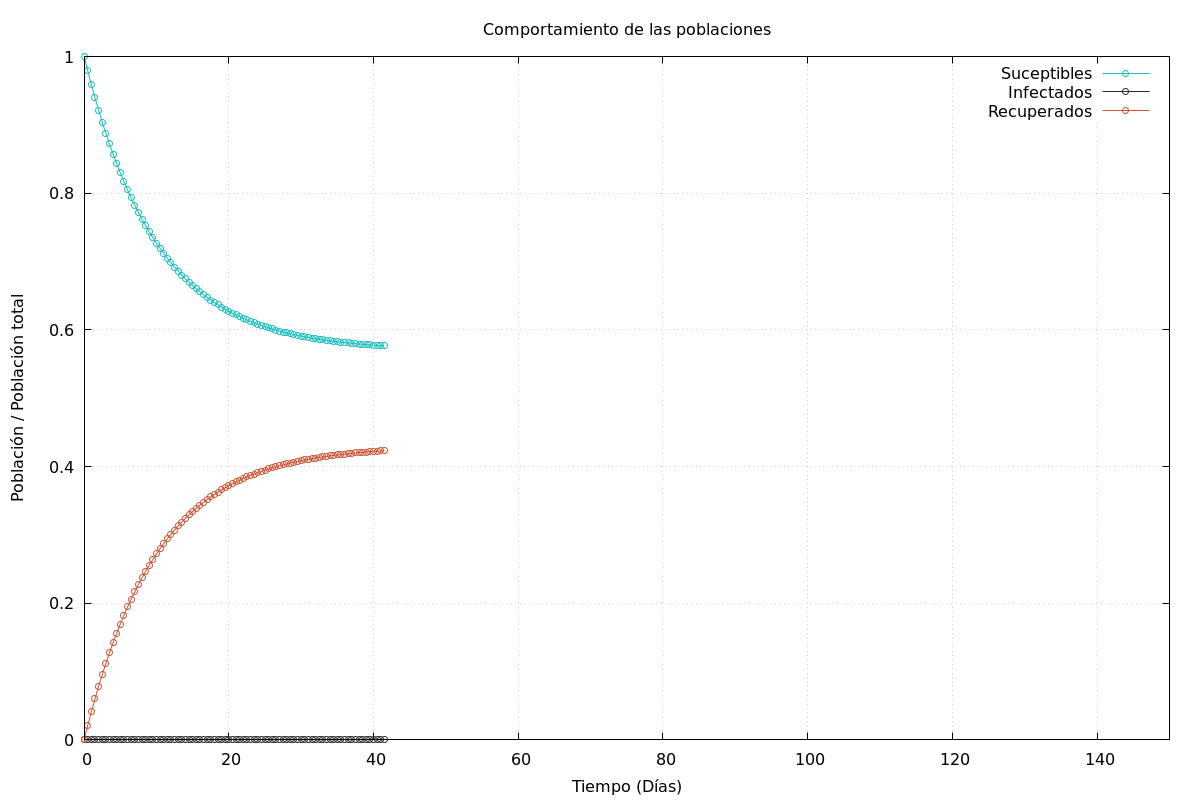 Comportamiento de las poblaciones
Suceptibles
Infectados
Recuperados
1
0.8
0.6
0.4
0.2
0
Población / Población total
0 20 40 60 80 100 120 140
Tiempo (Días)